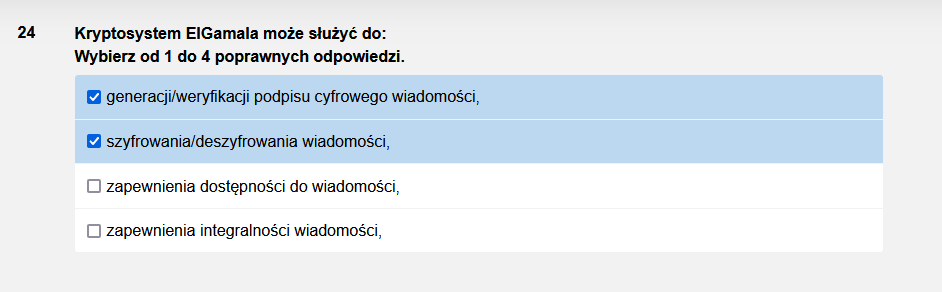 24
Kryptosystem ElGamala może służyć do:
Wybierz od 1 do 4 poprawnych odpowiedzi.
generacji/weryfikacji podpisu cyfrowego wiadomości,
szyfrowania/deszyfrowania wiadomości,
zapewnienia dostępności do wiadomości,
zapewnienia integralności wiadomości,